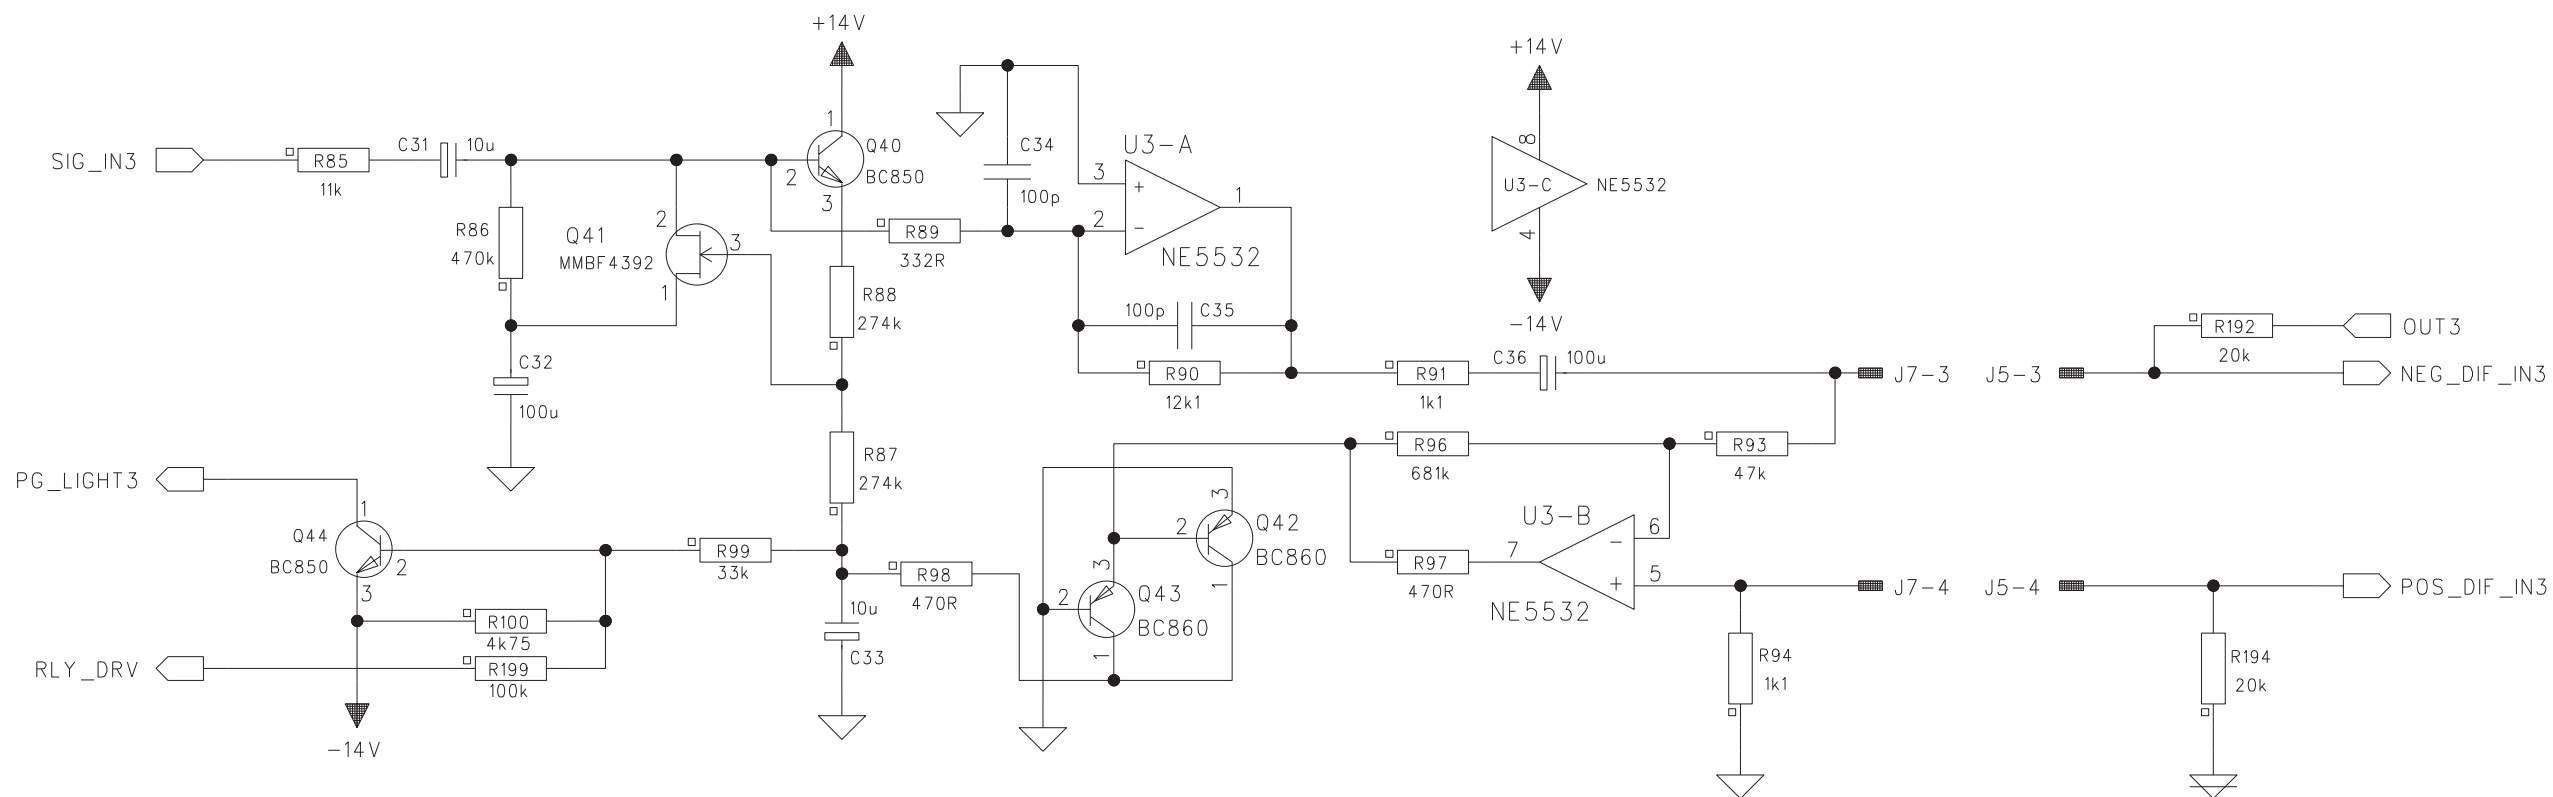 +14V
+14V
SIG_IN3
R85
11k
C31
10u
1
2
3
Q40
BC850
C34
100p
U3-A
3
+
2
-
1
NE5532
8
U3-C
NE5532
4
-14V
R86
470k
Q41
MMBF4392
2
3
1
R89
332R
R88
274k
100p
C35
R90
12k1
R91
1k1
C36
100u
J7-3
J5-3
R192
20k
OUT3
NEG_DIF_IN3
C32
100u
R87
274k
R96
681k
R93
47k
PG_LIGHT3
Q44
BC850
1
2
3
R99
33k
R98
470R
3
2
Q42
BC860
1
3
2
Q43
BC860
1
U3-B
7
6
-
5
+
NE5532
R97
470R
J7-4
J5-4
POS_DIF_IN3
R100
4k75
RLY_DRV
R199
100k
10u
C33
R94
1k1
R194
20k
-14V